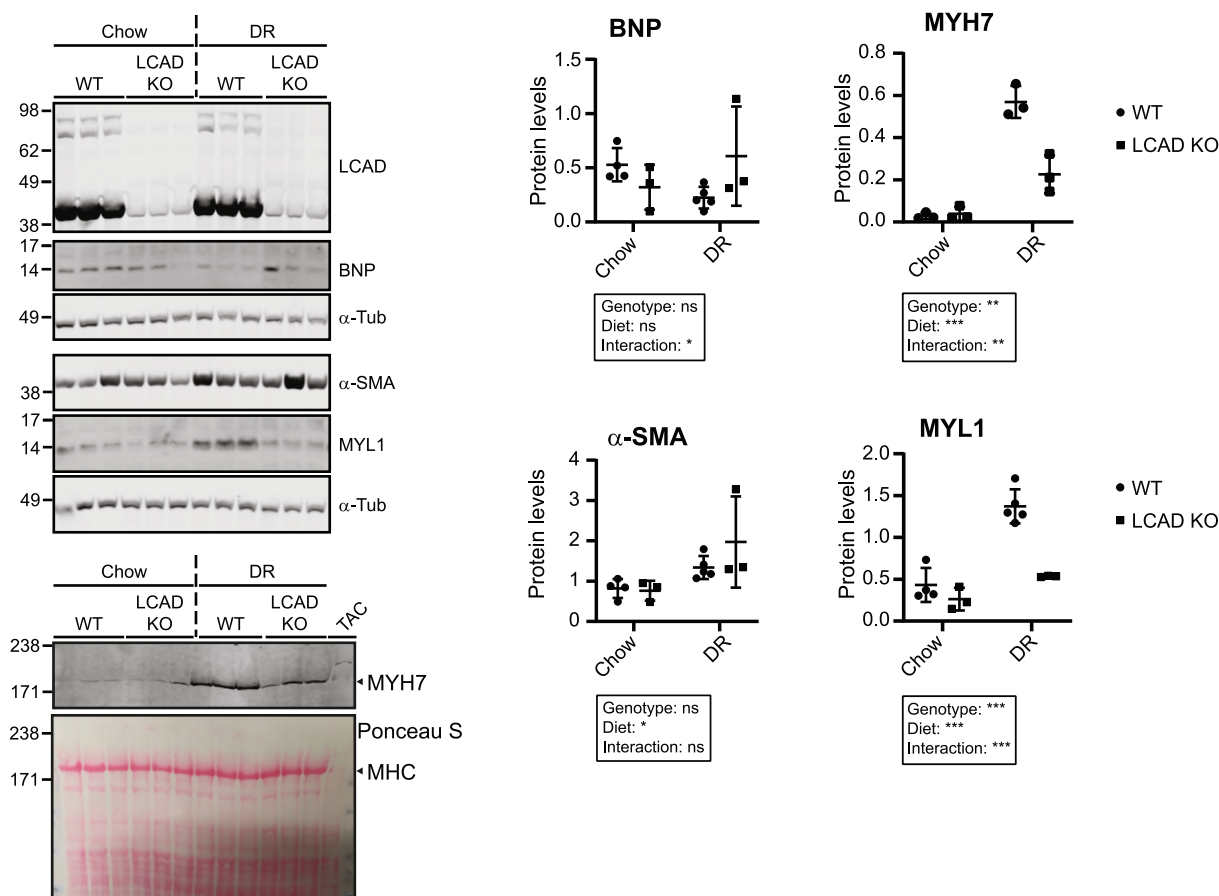 Chow DR
WT LCAD KO WT LCAD KO
98
62
49
38
LCAD
17
14
BNP
49
α-Tub
38
α-SMA
17
14
MYL1
49
α-Tub
Chow DR
WT LCAD KO WT LCAD KO TAC
238
171
MYH7
238
171
Ponceau S
MHC
BNP
Protein levels
1.5
1.0
0.5
0.0
Chow DR
Genotype: ns
Diet: ns
Interaction: *
MYH7
Protein levels
0.8
0.6
0.4
0.2
0.0
Chow DR
WT
LCAD KO
Genotype: **
Diet: ***
Interaction: **
α-SMA
Protein levels
4
3
2
1
0
Chow DR
Genotype: ns
Diet: *
Interaction: ns
MYL1
Protein levels
2.0
1.5
1.0
0.5
0.0
Chow DR
WT
LCAD KO
Genotype: ***
Diet: ***
Interaction: ***